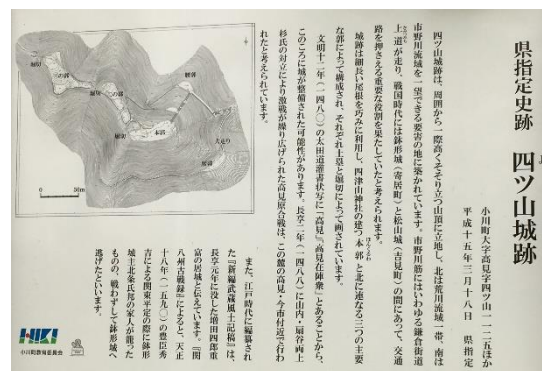 県指定史跡　四ツ山城跡
小川町大字高見字四ツ山一一二五ほか
平成十五年三月十八日　県指定
四ツ山城跡は、周囲から一際高くそそり立つ山頂に立地し、北は荒川流域一帯、南は
市野川流域を一望できる要害の地に築かれています。市野川筋にはいわゆる鎌倉街道
上道が走り、戦国時代には鉢形城（寄居町）と松山城（吉見町）の間にあって、交通
路を押さえる重要な役割を果たしていたと考えられます。
城跡は細長い尾根を巧みに利用し、四津山神社の建つ本郭と北に連なる三つの主要
な郭によって構成され、それぞれ土塁と堀切によって画されています。
文明十二年（一四八〇）の太田道灌書状写に「高見」「高見在陣衆」とあることから、
このころに城が整備された可能性があります。長享二年（一四八八）に山内・扇谷両上
杉氏の対立により激戦が繰り広げられた高見原合戦は、この麓の高見・今市付近で行わ
れたと考えられています。
また、江戸時代に編纂され
た『新編武蔵風土記稿』は、
長享元年に没した増田四郎重
富の居城と伝えています。『関
八州古戦録』によると、天正
十八年（一五九〇）の豊臣秀
吉による関東平定の際に鉢形
城主北条氏邦の家人が籠った
ものの、戦わずして鉢形城へ
逃げたといいます。
堀切
三の郭
堀切
二の郭
堀切
本郭
腰郭
犬走り
0
50m
小川町教育委員会